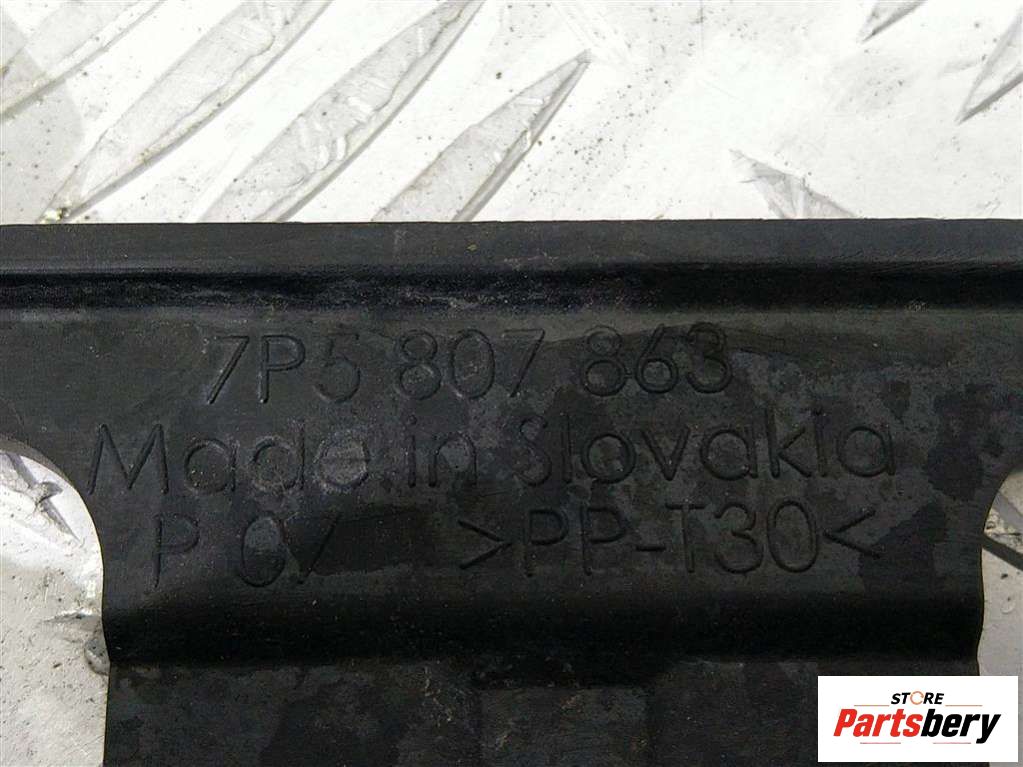 7P5 807 863
Made in Slovakia
P >PP-T30<
STORE
Partsbery